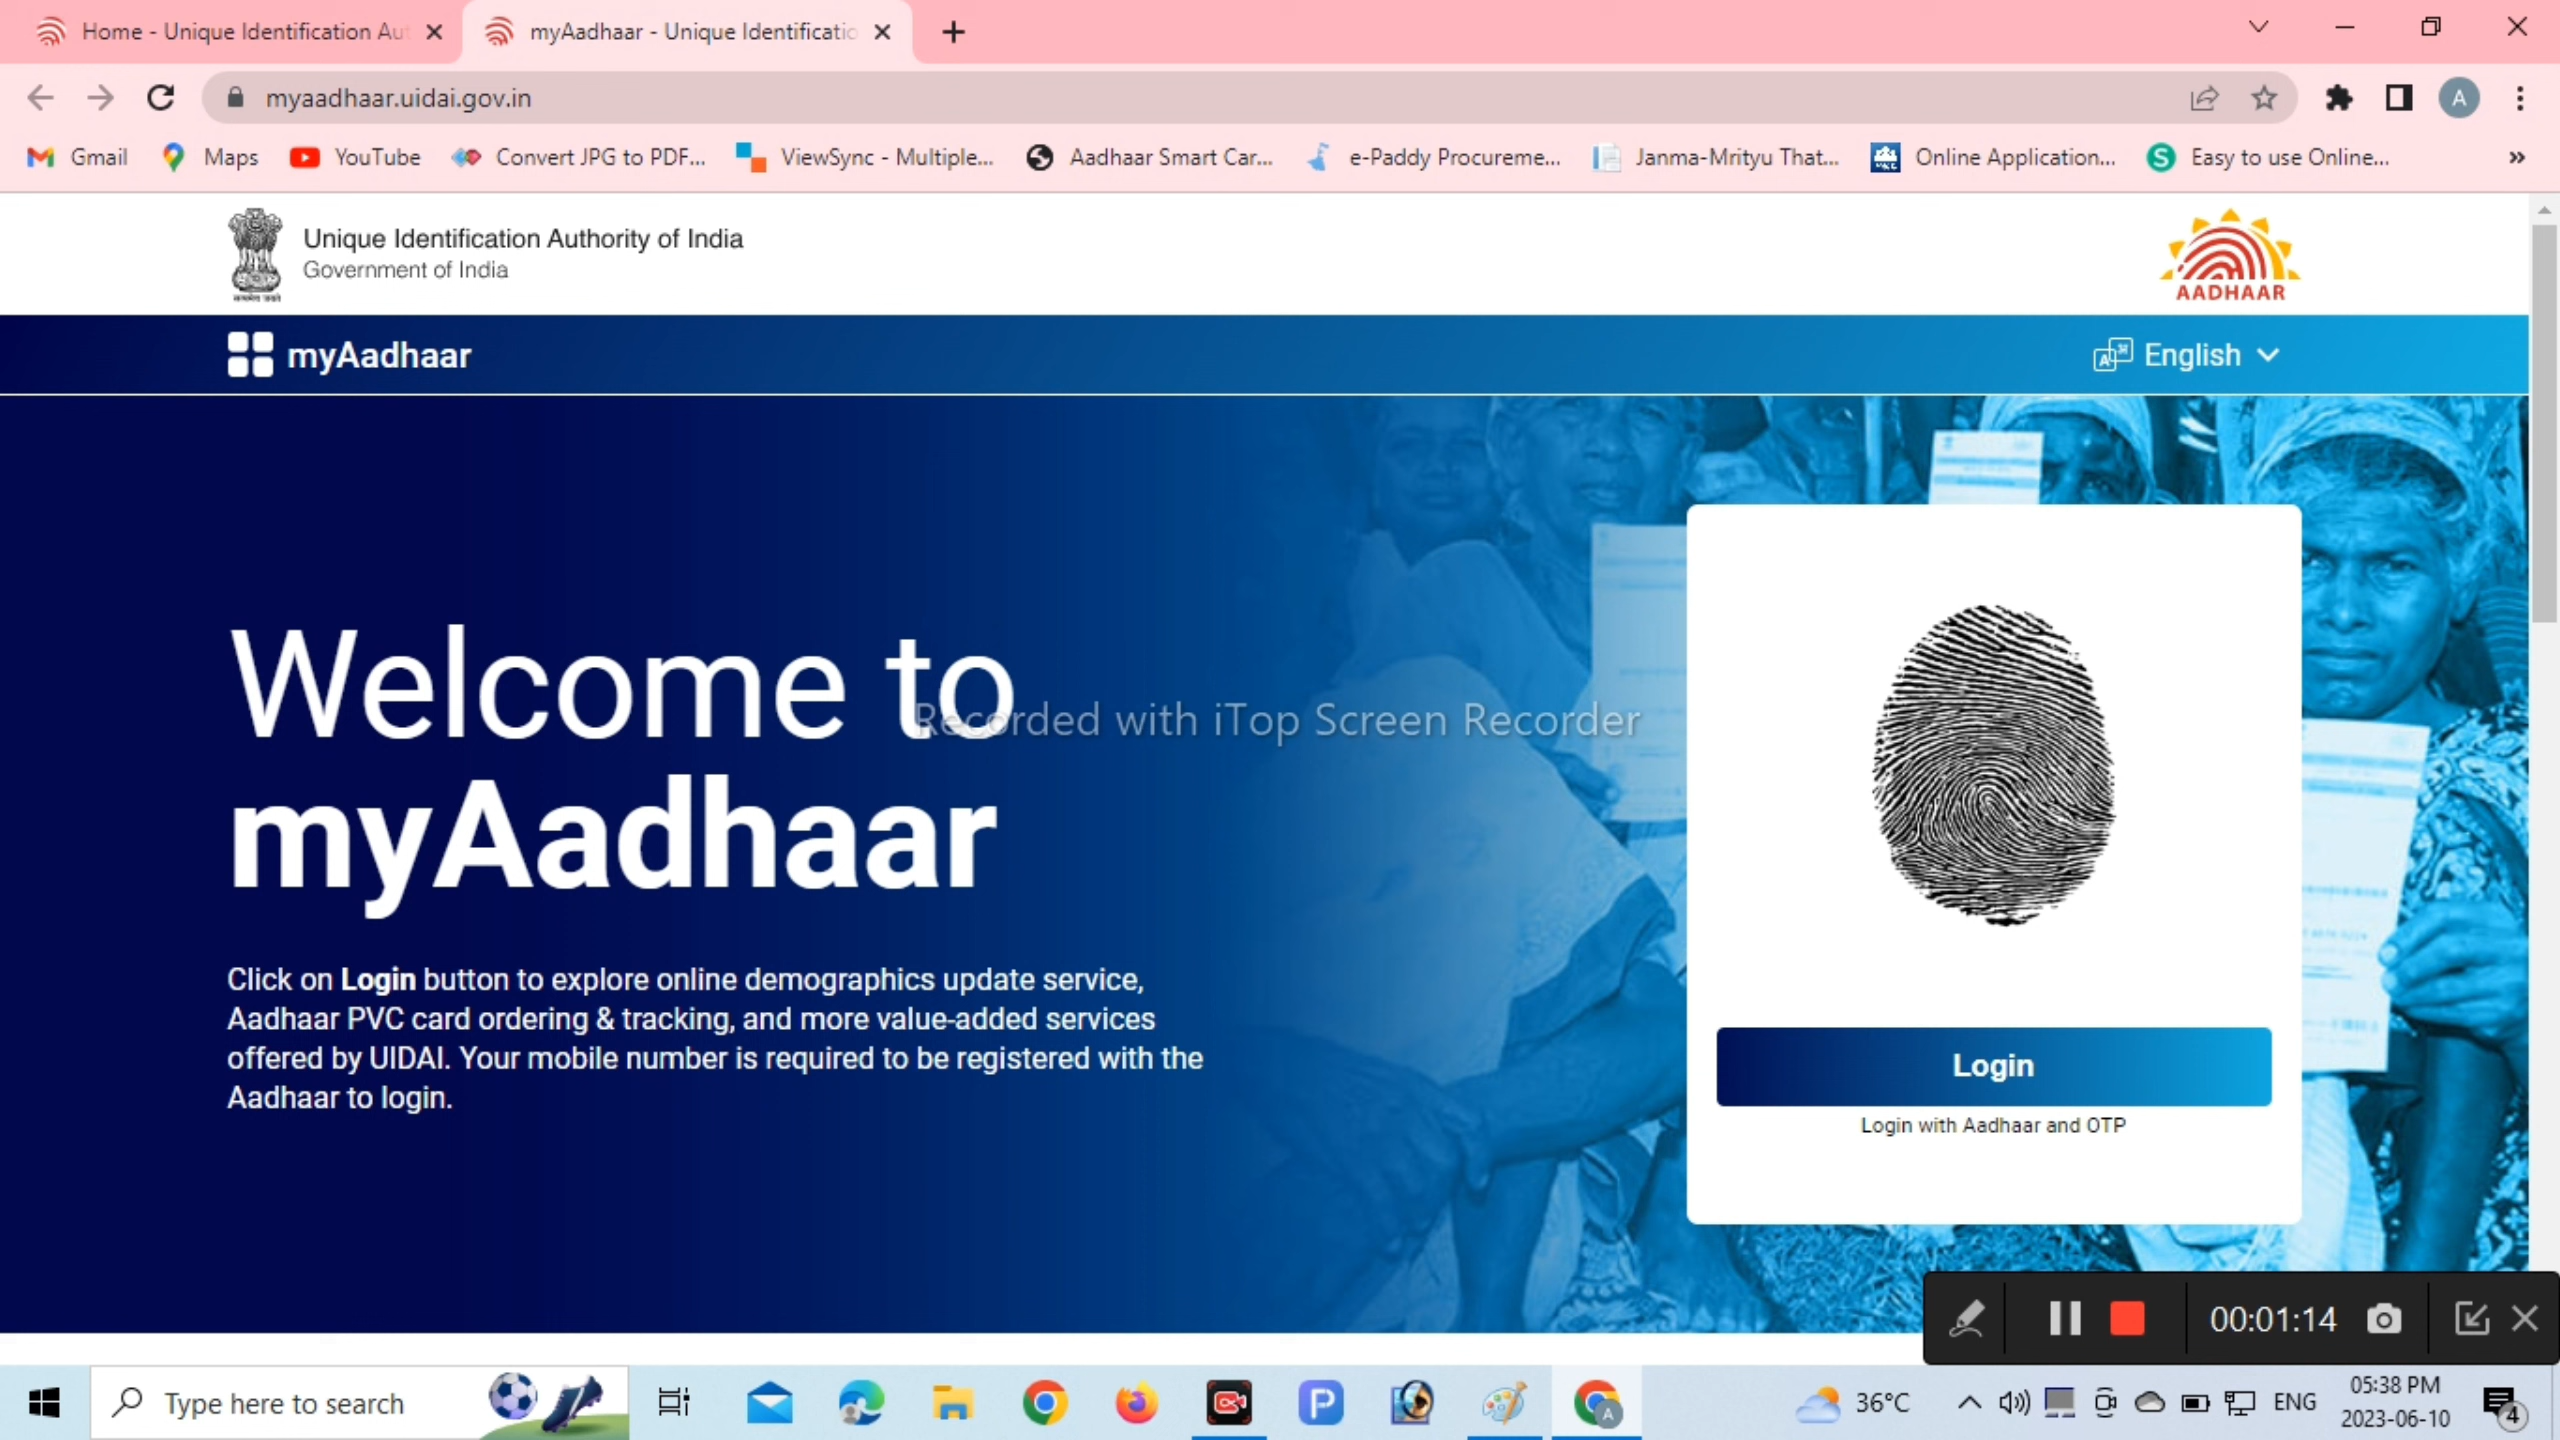 Home - Unique Identification Au
myAadhaar - Unique Identificatio
myaadhaar.uidai.gov.in
A
Gmail
Maps
YouTube
Convert JPG to PDF...
ViewSync - Multiple...
Aadhaar Smart Car...
e-Paddy Procureme...
Janma-Mrityu That...
Online Application...
Easy to use Online...
»
Unique Identification Authority of India
Government of India
AADHAAR
myAadhaar
English
Welcome to
myAadhaar
Recorded with iTop Screen Recorder
Click on Login button to explore online demographics update service,
Aadhaar PVC card ordering & tracking, and more value-added services
offered by UIDAI. Your mobile number is required to be registered with the
Aadhaar to login.
Login
Login with Aadhaar and OTP
00:01:14
Type here to search
36°C
ENG
05:38 PM
2023-06-10
4